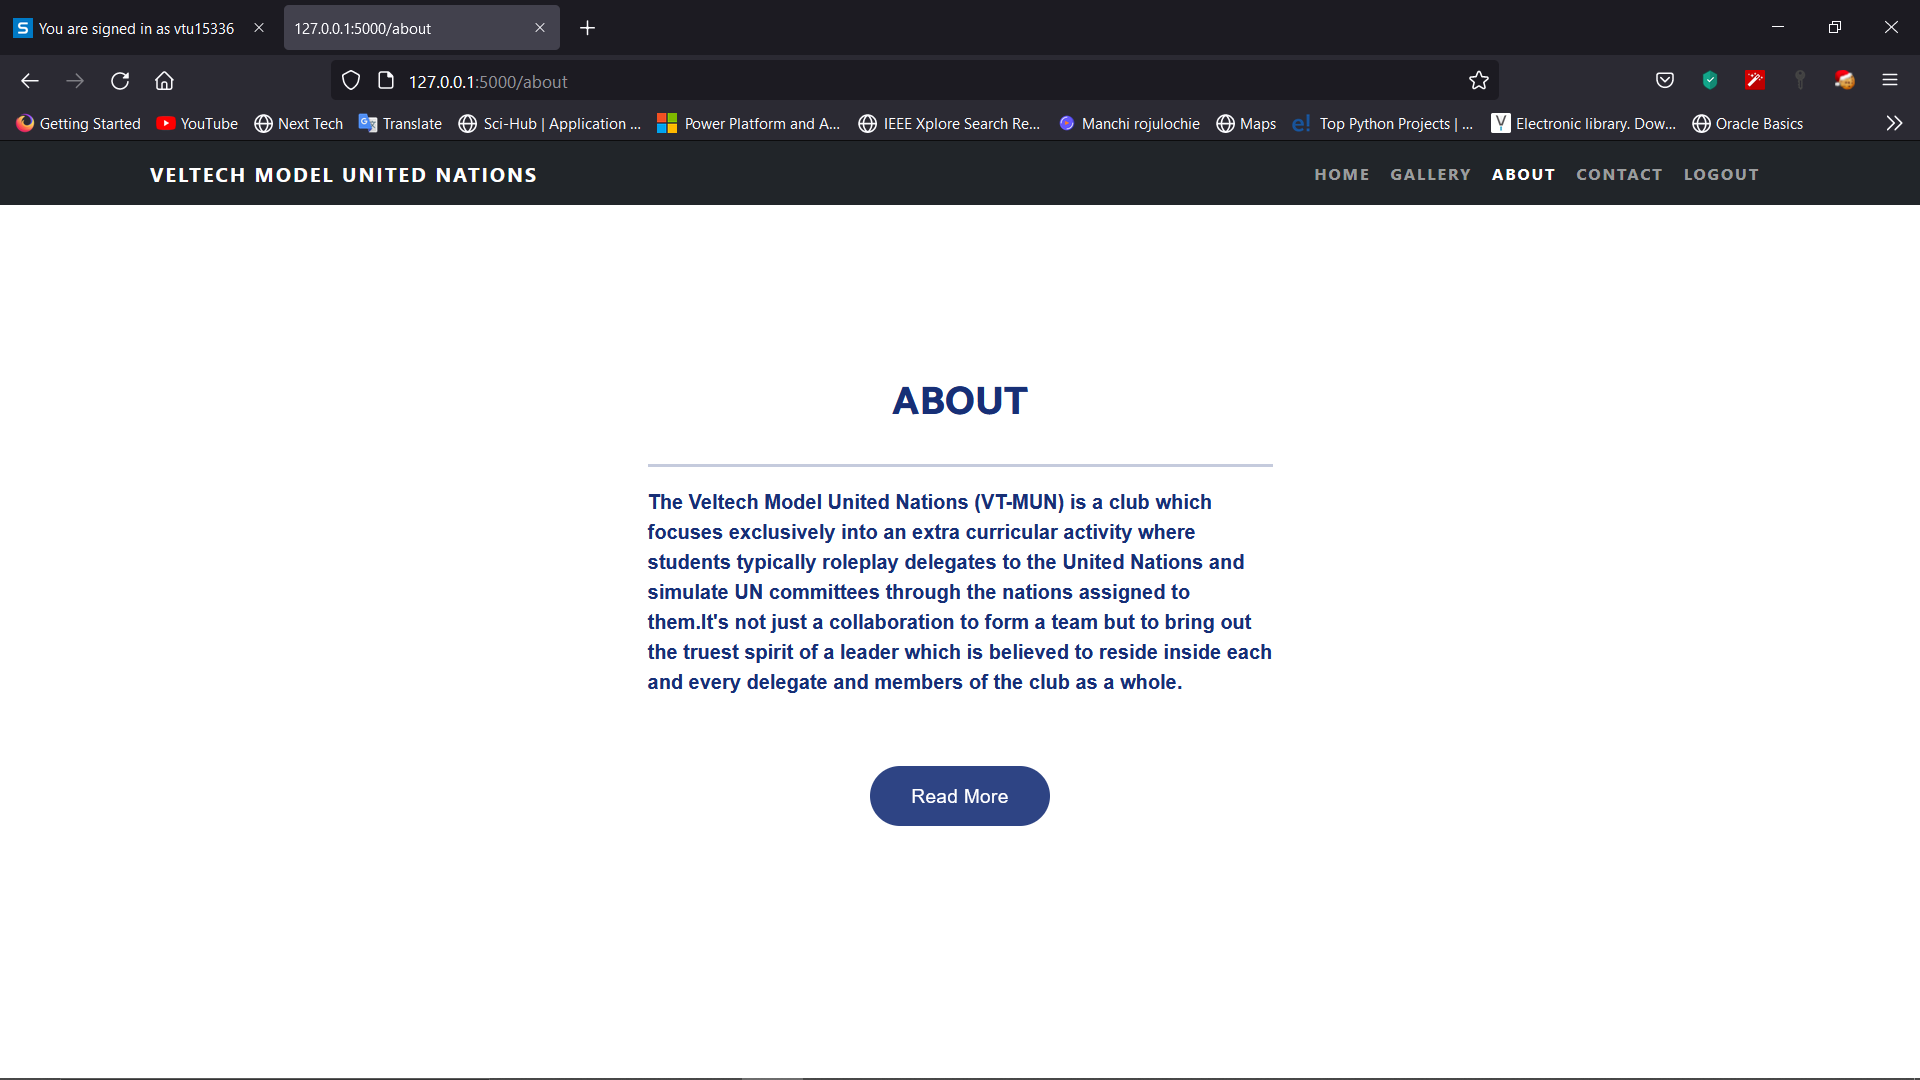 You are signed in as vtu15336
127.0.0.1:5000/about
127.0.0.1:5000/about
Getting Started YouTube Next Tech Translate Sci-Hub | Application ... Power Platform and A... IEEE Xplore Search Re... Manchi rojulochie Maps e! Top Python Projects | ... Electronic library. Dow... Oracle Basics
VELTECH MODEL UNITED NATIONS HOME GALLERY ABOUT CONTACT LOGOUT
ABOUT
The Veltech Model United Nations (VT-MUN) is a club which
focuses exclusively into an extra curricular activity where
students typically roleplay delegates to the United Nations and
simulate UN committees through the nations assigned to
them.It's not just a collaboration to form a team but to bring out
the truest spirit of a leader which is believed to reside inside each
and every delegate and members of the club as a whole.
Read More